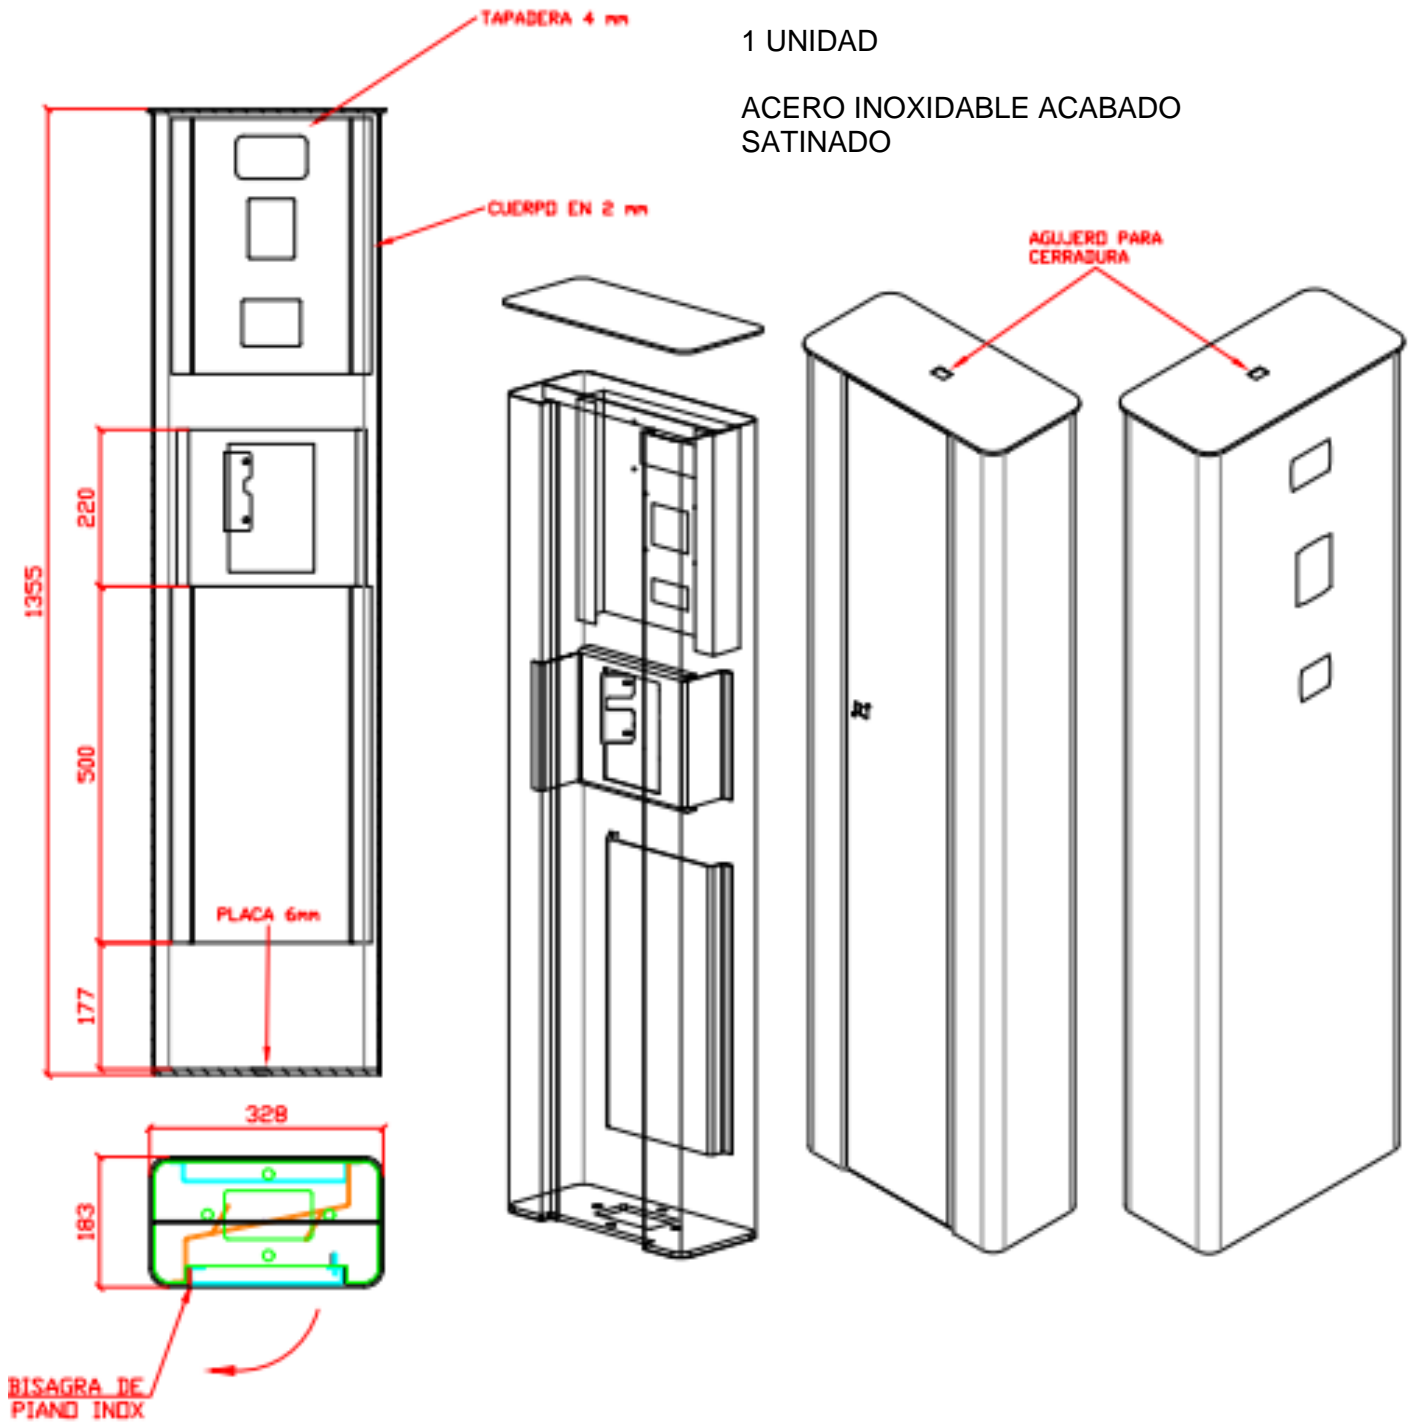 TAPADERA 4 mm
1 UNIDAD
ACERO INOXIDABLE ACABADO
SATINADO
CUERPO EN 2 mm
AGUJERO PARA
CERRADURA
220
1355
500
PLACA 6mm
177
328
183
BISAGRA DE
PIANO INOX